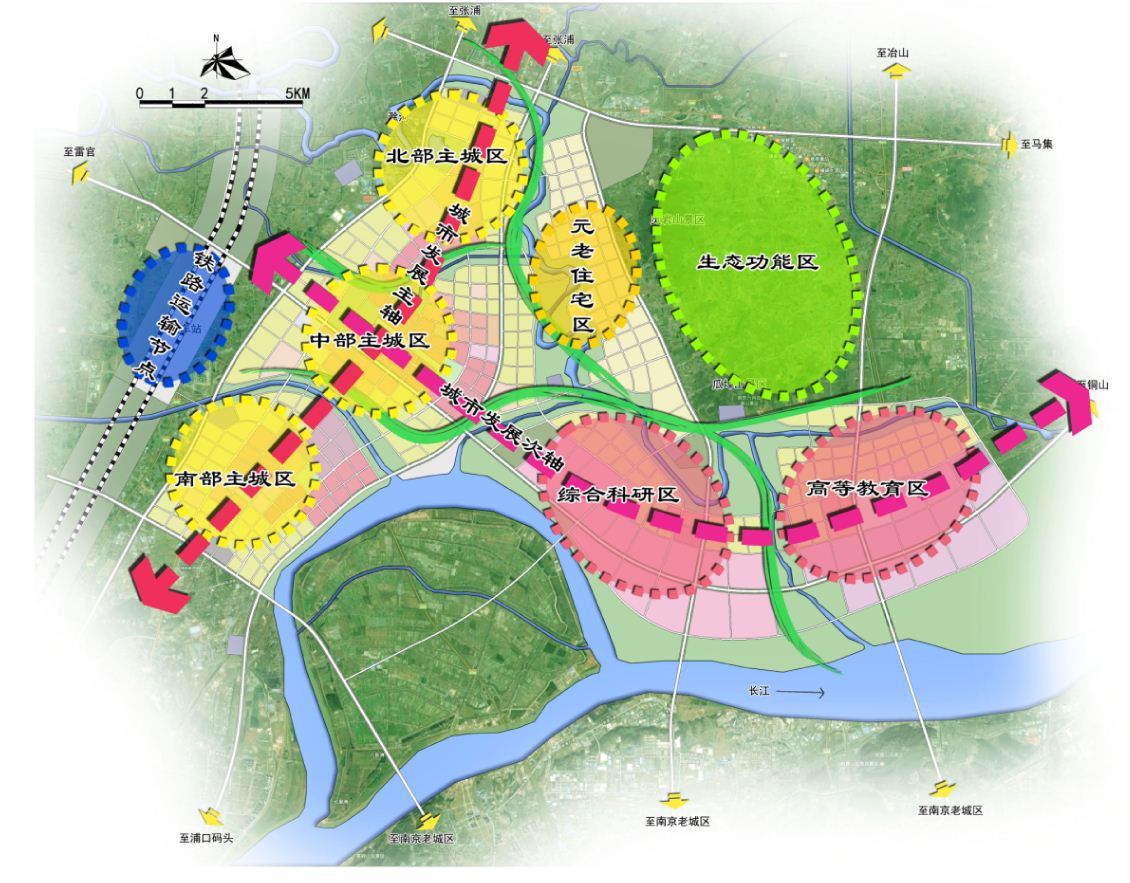 至张浦
至张浦
N
至冶山
0 1 2 5KM
至马集
至雷官
北部主城区
城市发展主轴
元老住宅区
生态功能区
铁路运输节点
中部主城区
至铜山
城市发展次轴
南部主城区
综合科研区
高等教育区
长江
至浦口码头
至南京老城区
至南京老城区
至南京老城区